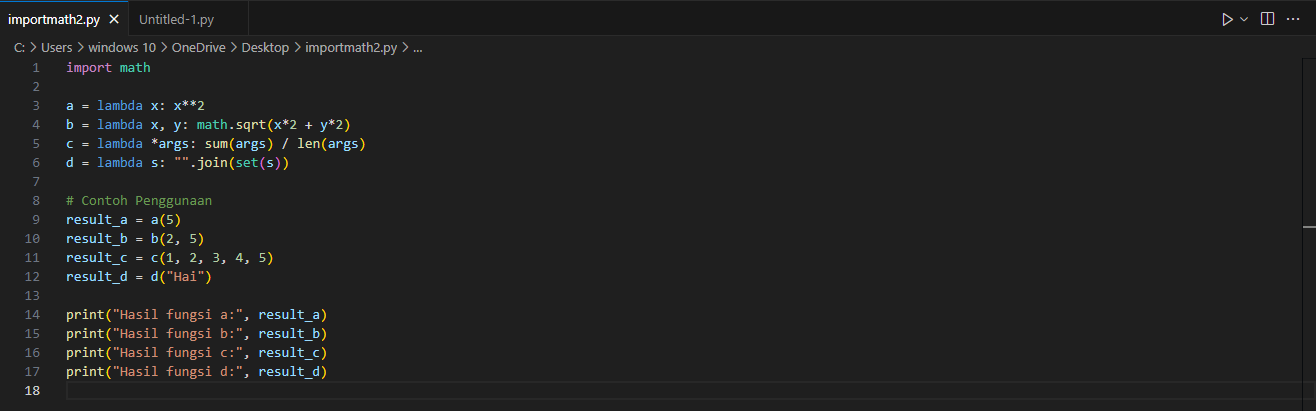 importmath2.py Untitled-1.py
C: > Users > windows 10 > OneDrive > Desktop > importmath2.py > ...
1 import math
2
3 a = lambda x: x**2
4 b = lambda x, y: math.sqrt(x*2 + y*2)
5 c = lambda *args: sum(args) / len(args)
6 d = lambda s: "".join(set(s))
7
8 # Contoh Penggunaan
9 result_a = a(5)
10 result_b = b(2, 5)
11 result_c = c(1, 2, 3, 4, 5)
12 result_d = d("Hai")
13
14 print("Hasil fungsi a:", result_a)
15 print("Hasil fungsi b:", result_b)
16 print("Hasil fungsi c:", result_c)
17 print("Hasil fungsi d:", result_d)
18